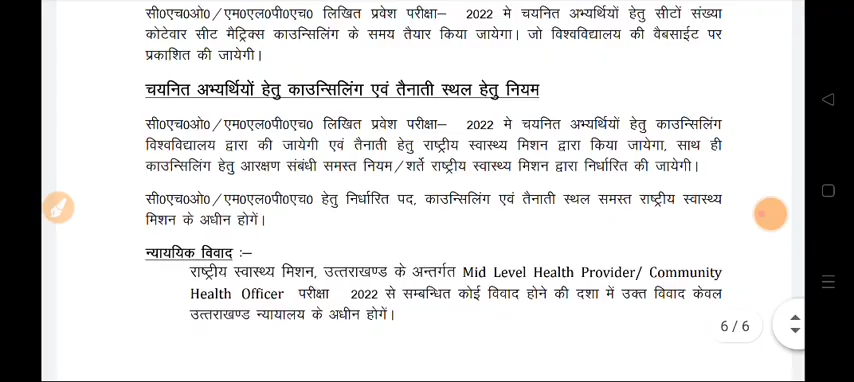 सी0एच0ओ0/एम0एल0पी0एच0 लिखित प्रवेश परीक्षा– 2022 मे चयनित अभ्यर्थियों हेतु सीटों संख्या
कोटेवार सीट मैट्रिक्स काउन्सिलिंग के समय तैयार किया जायेगा। जो विश्वविद्यालय की वैबसाईट पर
प्रकाशित की जायेगी।
चयनित अभ्यर्थियों हेतु काउन्सिलिंग एवं तैनाती स्थल हेतु नियम
सी0एच0ओ0/एम0एल0पी0एच0 लिखित प्रवेश परीक्षा– 2022 मे चयनित अभ्यर्थियों हेतु काउन्सिलिंग
विश्वविद्यालय द्वारा की जायेगी एवं तैनाती हेतु राष्ट्रीय स्वास्थ्य मिशन द्वारा किया जायेगा, साथ ही
काउन्सिलिंग हेतु आरक्षण संबंधी समस्त नियम/शर्ते राष्ट्रीय स्वास्थ्य मिशन द्वारा निर्धारित की जायेगी।
सी0एच0ओ0/एम0एल0पी0एच0 हेतु निर्धारित पद, काउन्सिलिंग एवं तैनाती स्थल समस्त राष्ट्रीय स्वास्थ्य
मिशन के अधीन होगें।
न्याययिक विवाद :–
राष्ट्रीय स्वास्थ्य मिशन, उत्तराखण्ड के अन्तर्गत Mid Level Health Provider/ Community
Health Officer परीक्षा 2022 से सम्बन्धित कोई विवाद होने की दशा में उक्त विवाद केवल
उत्तराखण्ड न्यायालय के अधीन होगें।
6 / 6